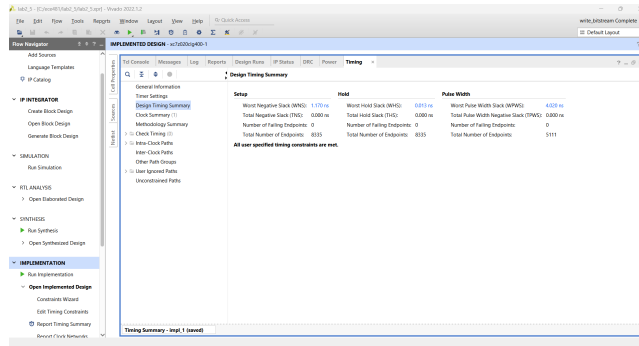 lab2_5 - [C:/ece4R1/lab2_5/lab2_5.xpr] - Vivado 2022.1.2
File Edit Flow Tools Reports Window Layout View Help Quick Access
write_bitstream Complete
Default Layout
Flow Navigator
IMPLEMENTED DESIGN - xc7z020clg400-1
Add Sources
Language Templates
IP Catalog
IP INTEGRATOR
Create Block Design
Open Block Design
Generate Block Design
SIMULATION
Run Simulation
RTL ANALYSIS
Open Elaborated Design
SYNTHESIS
Run Synthesis
Open Synthesized Design
IMPLEMENTATION
Run Implementation
Open Implemented Design
Constraints Wizard
Edit Timing Constraints
Report Timing Summary
Report Clock Networks
Cell Properties
Sources
Netlist
Tcl Console Messages Log Reports Design Runs IP Status DRC Power Timing
Design Timing Summary
General Information
Timer Settings
Design Timing Summary
Clock Summary (1)
Methodology Summary
Check Timing (0)
Intra-Clock Paths
Inter-Clock Paths
Other Path Groups
User Ignored Paths
Unconstrained Paths
Setup Hold Pulse Width
Worst Negative Slack (WNS): 1.170 ns Worst Hold Slack (WHS): 0.013 ns Worst Pulse Width Slack (WPWS): 4.020 ns
Total Negative Slack (TNS): 0.000 ns Total Hold Slack (THS): 0.000 ns Total Pulse Width Negative Slack (TPWS): 0.000 ns
Number of Failing Endpoints: 0 Number of Failing Endpoints: 0 Number of Failing Endpoints: 0
Total Number of Endpoints: 8335 Total Number of Endpoints: 8335 Total Number of Endpoints: 5111
All user specified timing constraints are met.
Timing Summary - impl_1 (saved)